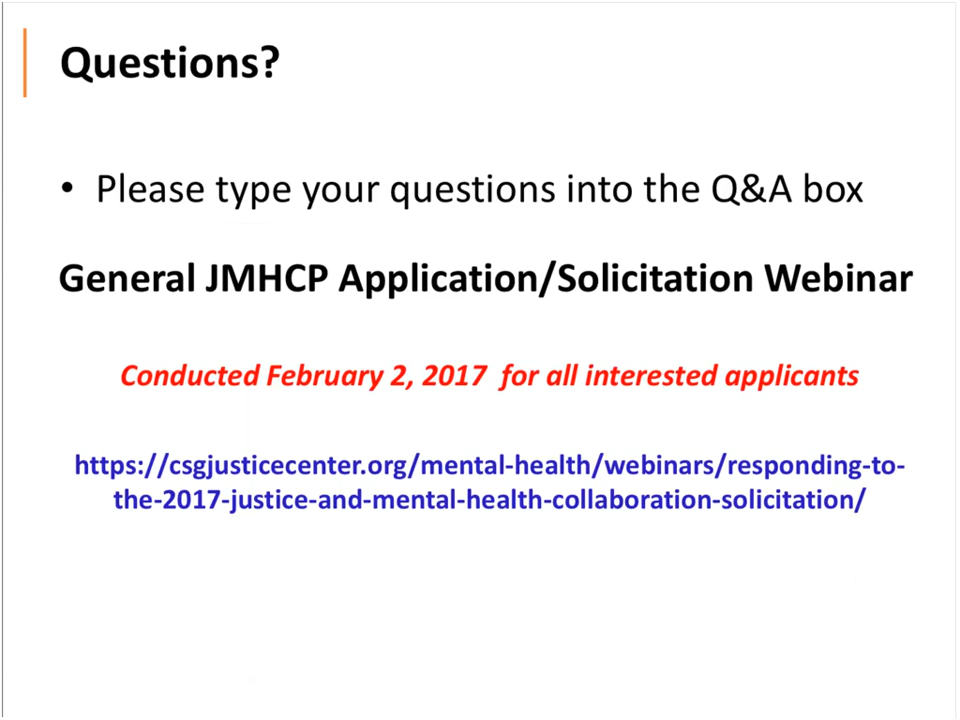 Questions?
• Please type your questions into the Q&A box
General JMHCP Application/Solicitation Webinar
Conducted February 2, 2017 for all interested applicants
https://csgjusticecenter.org/mental-health/webinars/responding-to-
the-2017-justice-and-mental-health-collaboration-solicitation/